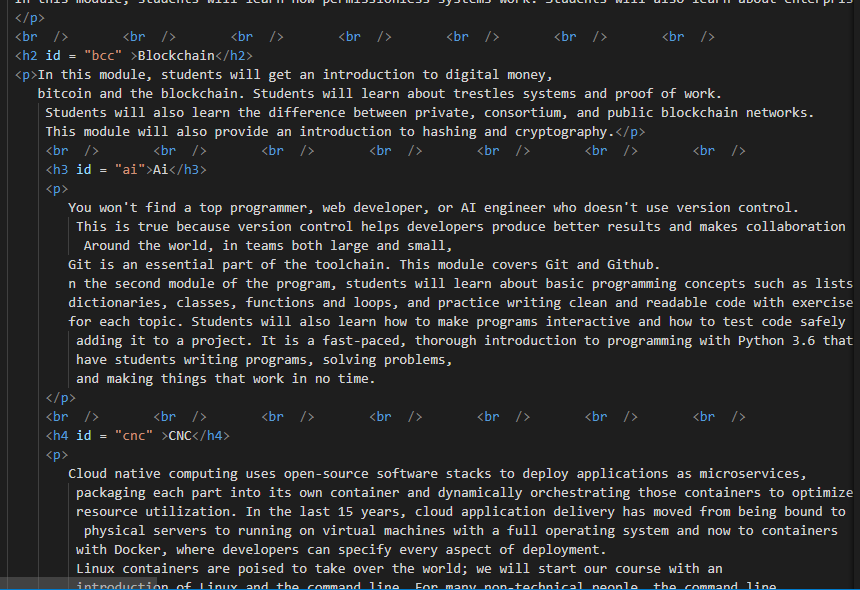 In this module, students will learn how permissionless systems work. Students will also learn about enterpris
</p>
<br /> <br /> <br /> <br /> <br /> <br /> <br />
<h2 id = "bcc" >Blockchain</h2>
<p>In this module, students will get an introduction to digital money,
bitcoin and the blockchain. Students will learn about trestles systems and proof of work.
Students will also learn the difference between private, consortium, and public blockchain networks.
This module will also provide an introduction to hashing and cryptography.</p>
<br /> <br /> <br /> <br /> <br /> <br /> <br />
<h3 id = "ai">Ai</h3>
<p>
You won't find a top programmer, web developer, or AI engineer who doesn't use version control.
This is true because version control helps developers produce better results and makes collaboration
Around the world, in teams both large and small,
Git is an essential part of the toolchain. This module covers Git and Github.
n the second module of the program, students will learn about basic programming concepts such as lists
dictionaries, classes, functions and loops, and practice writing clean and readable code with exercise
for each topic. Students will also learn how to make programs interactive and how to test code safely
adding it to a project. It is a fast-paced, thorough introduction to programming with Python 3.6 that
have students writing programs, solving problems,
and making things that work in no time.
</p>
<br /> <br /> <br /> <br /> <br /> <br /> <br />
<h4 id = "cnc" >CNC</h4>
<p>
Cloud native computing uses open-source software stacks to deploy applications as microservices,
packaging each part into its own container and dynamically orchestrating those containers to optimize
resource utilization. In the last 15 years, cloud application delivery has moved from being bound to
physical servers to running on virtual machines with a full operating system and now to containers
with Docker, where developers can specify every aspect of deployment.
Linux containers are poised to take over the world; we will start our course with an
introduction of Linux and the command line. For many non-technical people, the command line